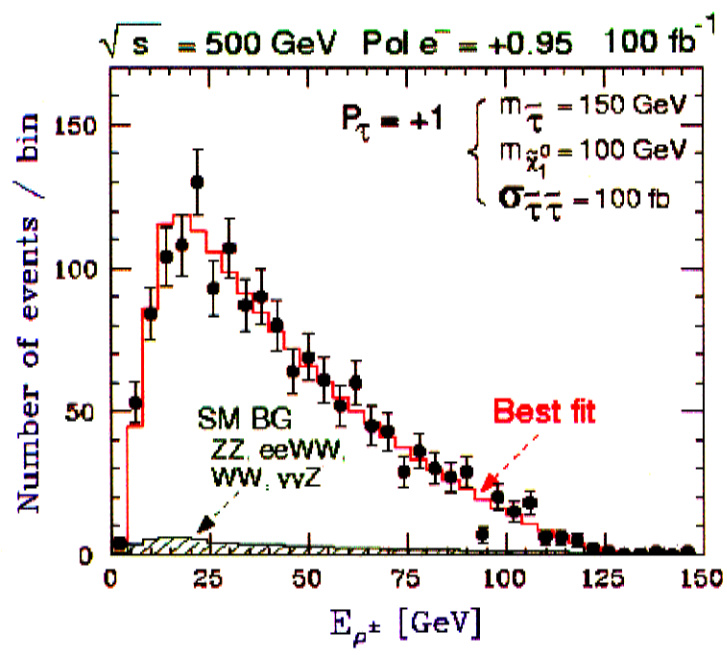 √s = 500 GeV Pol e⁻ = +0.95 100 fb⁻¹
P_τ = +1
m_τ̃ = 150 GeV
m_χ̃₁⁰ = 100 GeV
σ_τ̃τ̃ = 100 fb
Number of events / bin
150
100
50
0
SM BG
ZZ, eeWW,
WW, ννZ
Best fit
0 25 50 75 100 125 150
E_ρ± [GeV]